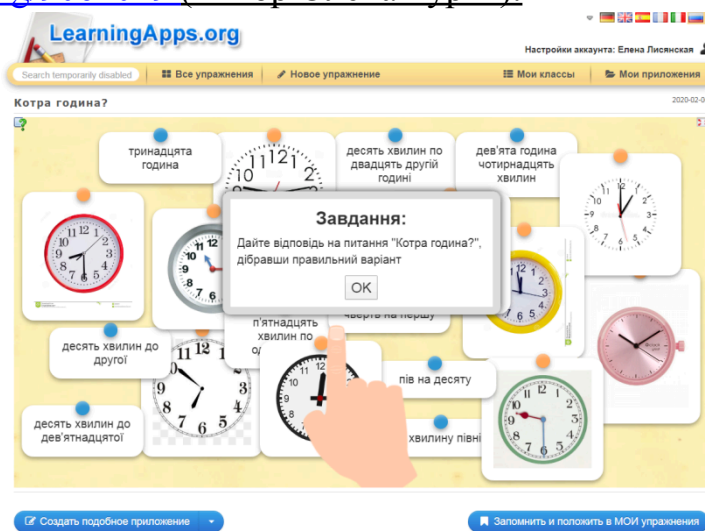 LearningApps.org
Настройки аккаунта: Елена Лисянская
Search temporarily disabled
Все упражнения
Новое упражнение
Мои классы
Мои приложения
Котра година?
тринадцята
година
десять хвилин по
двадцять другій
годині
дев'ята година
чотирнадцять
хвилин
Завдання:
Дайте відповідь на питання "Котра година?",
дібравши правильний варіант
OK
п'ятнадцять
хвилин по
чверть на першу
десять хвилин до
другої
пів на десяту
десять хвилин до
дев'ятнадцятої
хвилину
Создать подобное приложение
Запомнить и положить в МОИ упражнения